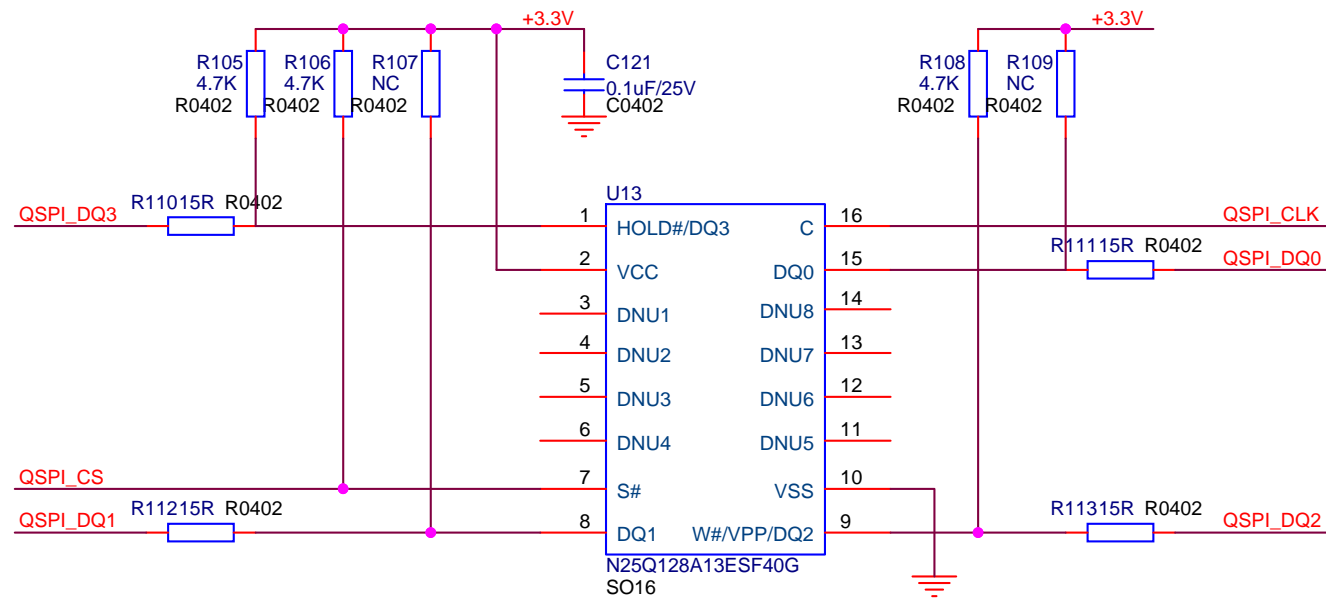 +3.3V
+3.3V
R105
4.7K
R0402
R106
4.7K
R0402
R107
NC
R0402
C121
0.1uF/25V
C0402
R108
4.7K
R0402
R109
NC
R0402
U13
QSPI_DQ3
R11015R R0402
1
HOLD#/DQ3
C
16
QSPI_CLK
2
VCC
DQ0
15
R11115R R0402
QSPI_DQ0
3
DNU1
DNU8
14
4
DNU2
DNU7
13
5
DNU3
DNU6
12
6
DNU4
DNU5
11
QSPI_CS
7
S#
VSS
10
QSPI_DQ1
R11215R R0402
8
DQ1
W#/VPP/DQ2
9
R11315R R0402
QSPI_DQ2
N25Q128A13ESF40G
SO16